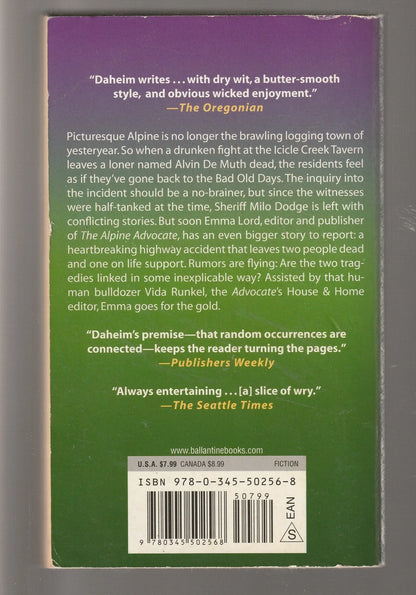 “Daheim writes . . . with dry wit, a butter-smooth
style, and obvious wicked enjoyment.”
—The Oregonian
Picturesque Alpine is no longer the brawling logging town of
yesteryear. So when a drunken fight at the Icicle Creek Tavern
leaves a loner named Alvin De Muth dead, the residents feel
as if they’ve gone back to the Bad Old Days. The inquiry into
the incident should be a no-brainer, but since the witnesses
were half-tanked at the time, Sheriff Milo Dodge is left with
conflicting stories. But soon Emma Lord, editor and publisher
of The Alpine Advocate, has an even bigger story to report: a
heartbreaking highway accident that leaves two people dead
and one on life support. Rumors are flying: Are the two trag-
edies linked in some inexplicable way? Assisted by that hu-
man bulldozer Vida Runkel, the Advocate’s House & Home
editor, Emma goes for the gold.
“Daheim’s premise—that random occurrences are
connected—keeps the reader turning the pages.”
—Publishers Weekly
“Always entertaining . . . [a] slice of wry.”
—The Seattle Times
www.ballantinebooks.com
U.S.A. $7.99 CANADA $8.99 FICTION
ISBN 978-0-345-50256-8
50799
9 780345 502568
S EAN